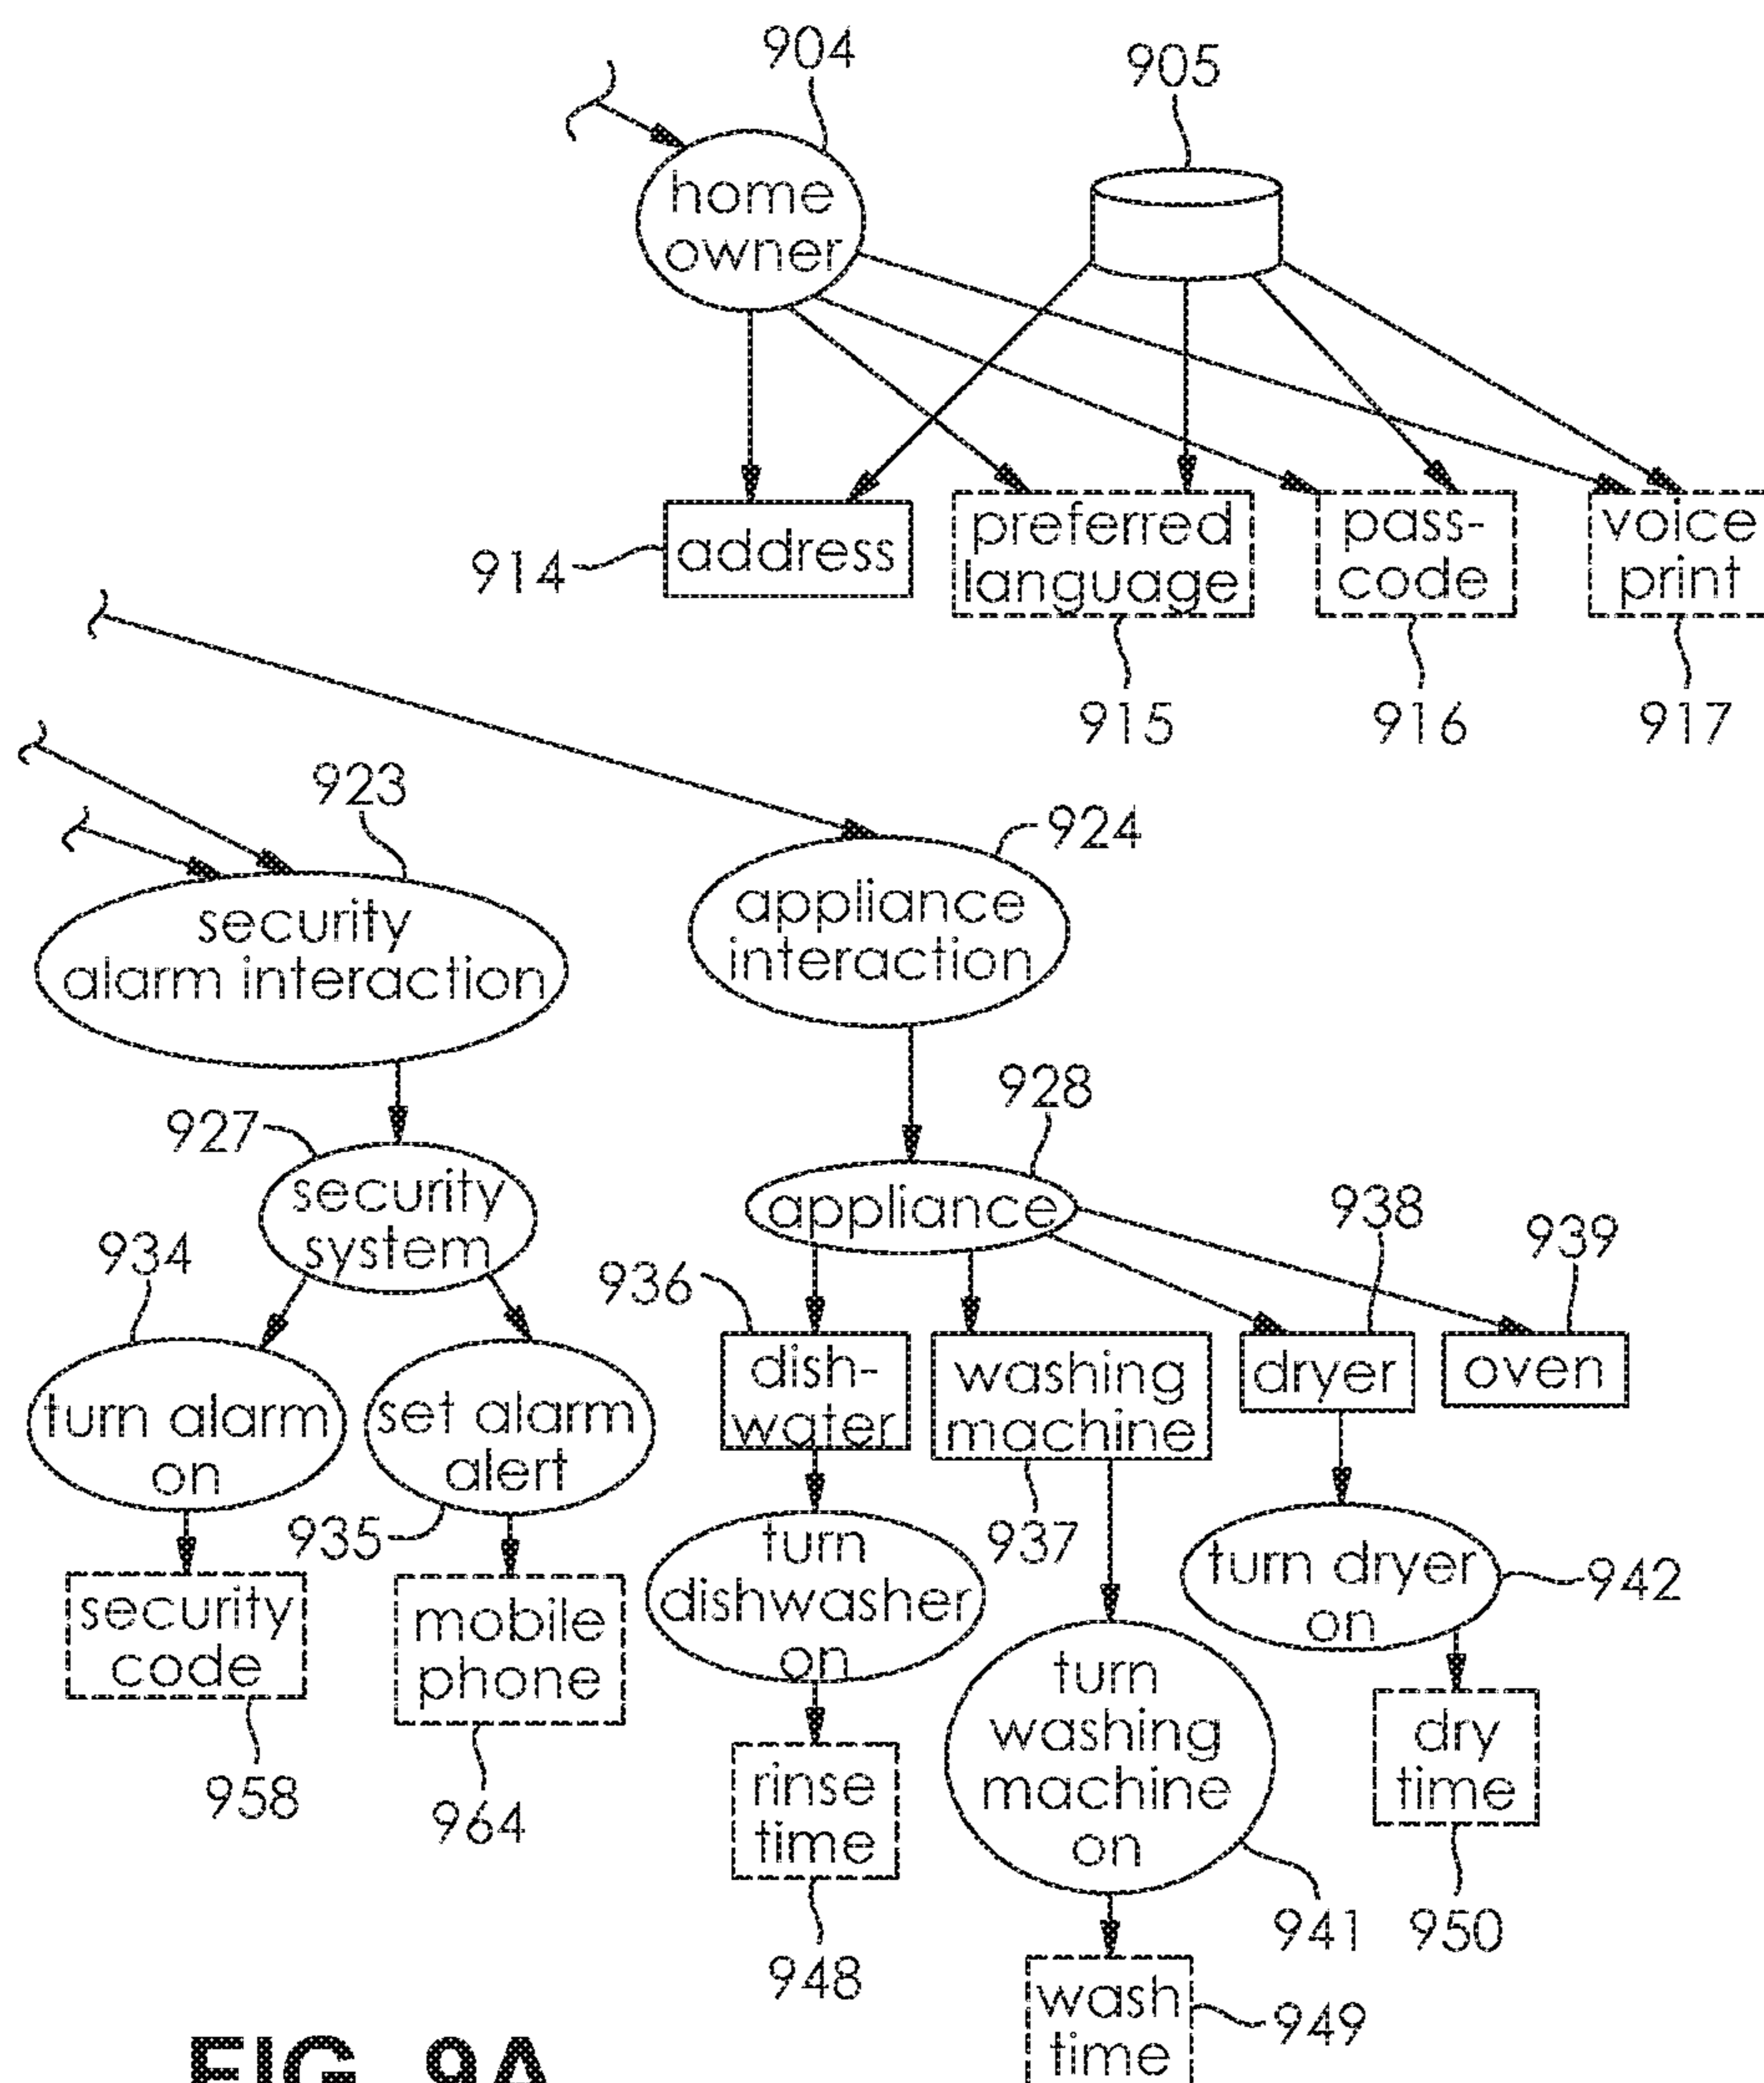 904
905
home
owner
914
address
preferred
language
pass-
code
voice
print
915
916
917
923
924
security
alarm interaction
appliance
interaction
927
928
security
system
appliance
934
936
938
939
turn alarm
on
set alarm
alert
dish-
water
washing
machine
dryer
oven
935
937
security
code
mobile
phone
turn
dishwasher
on
turn dryer
on
942
958
964
rinse
time
turn
washing
machine
on
dry
time
948
941
950
wash
time
949
FIG. 9A